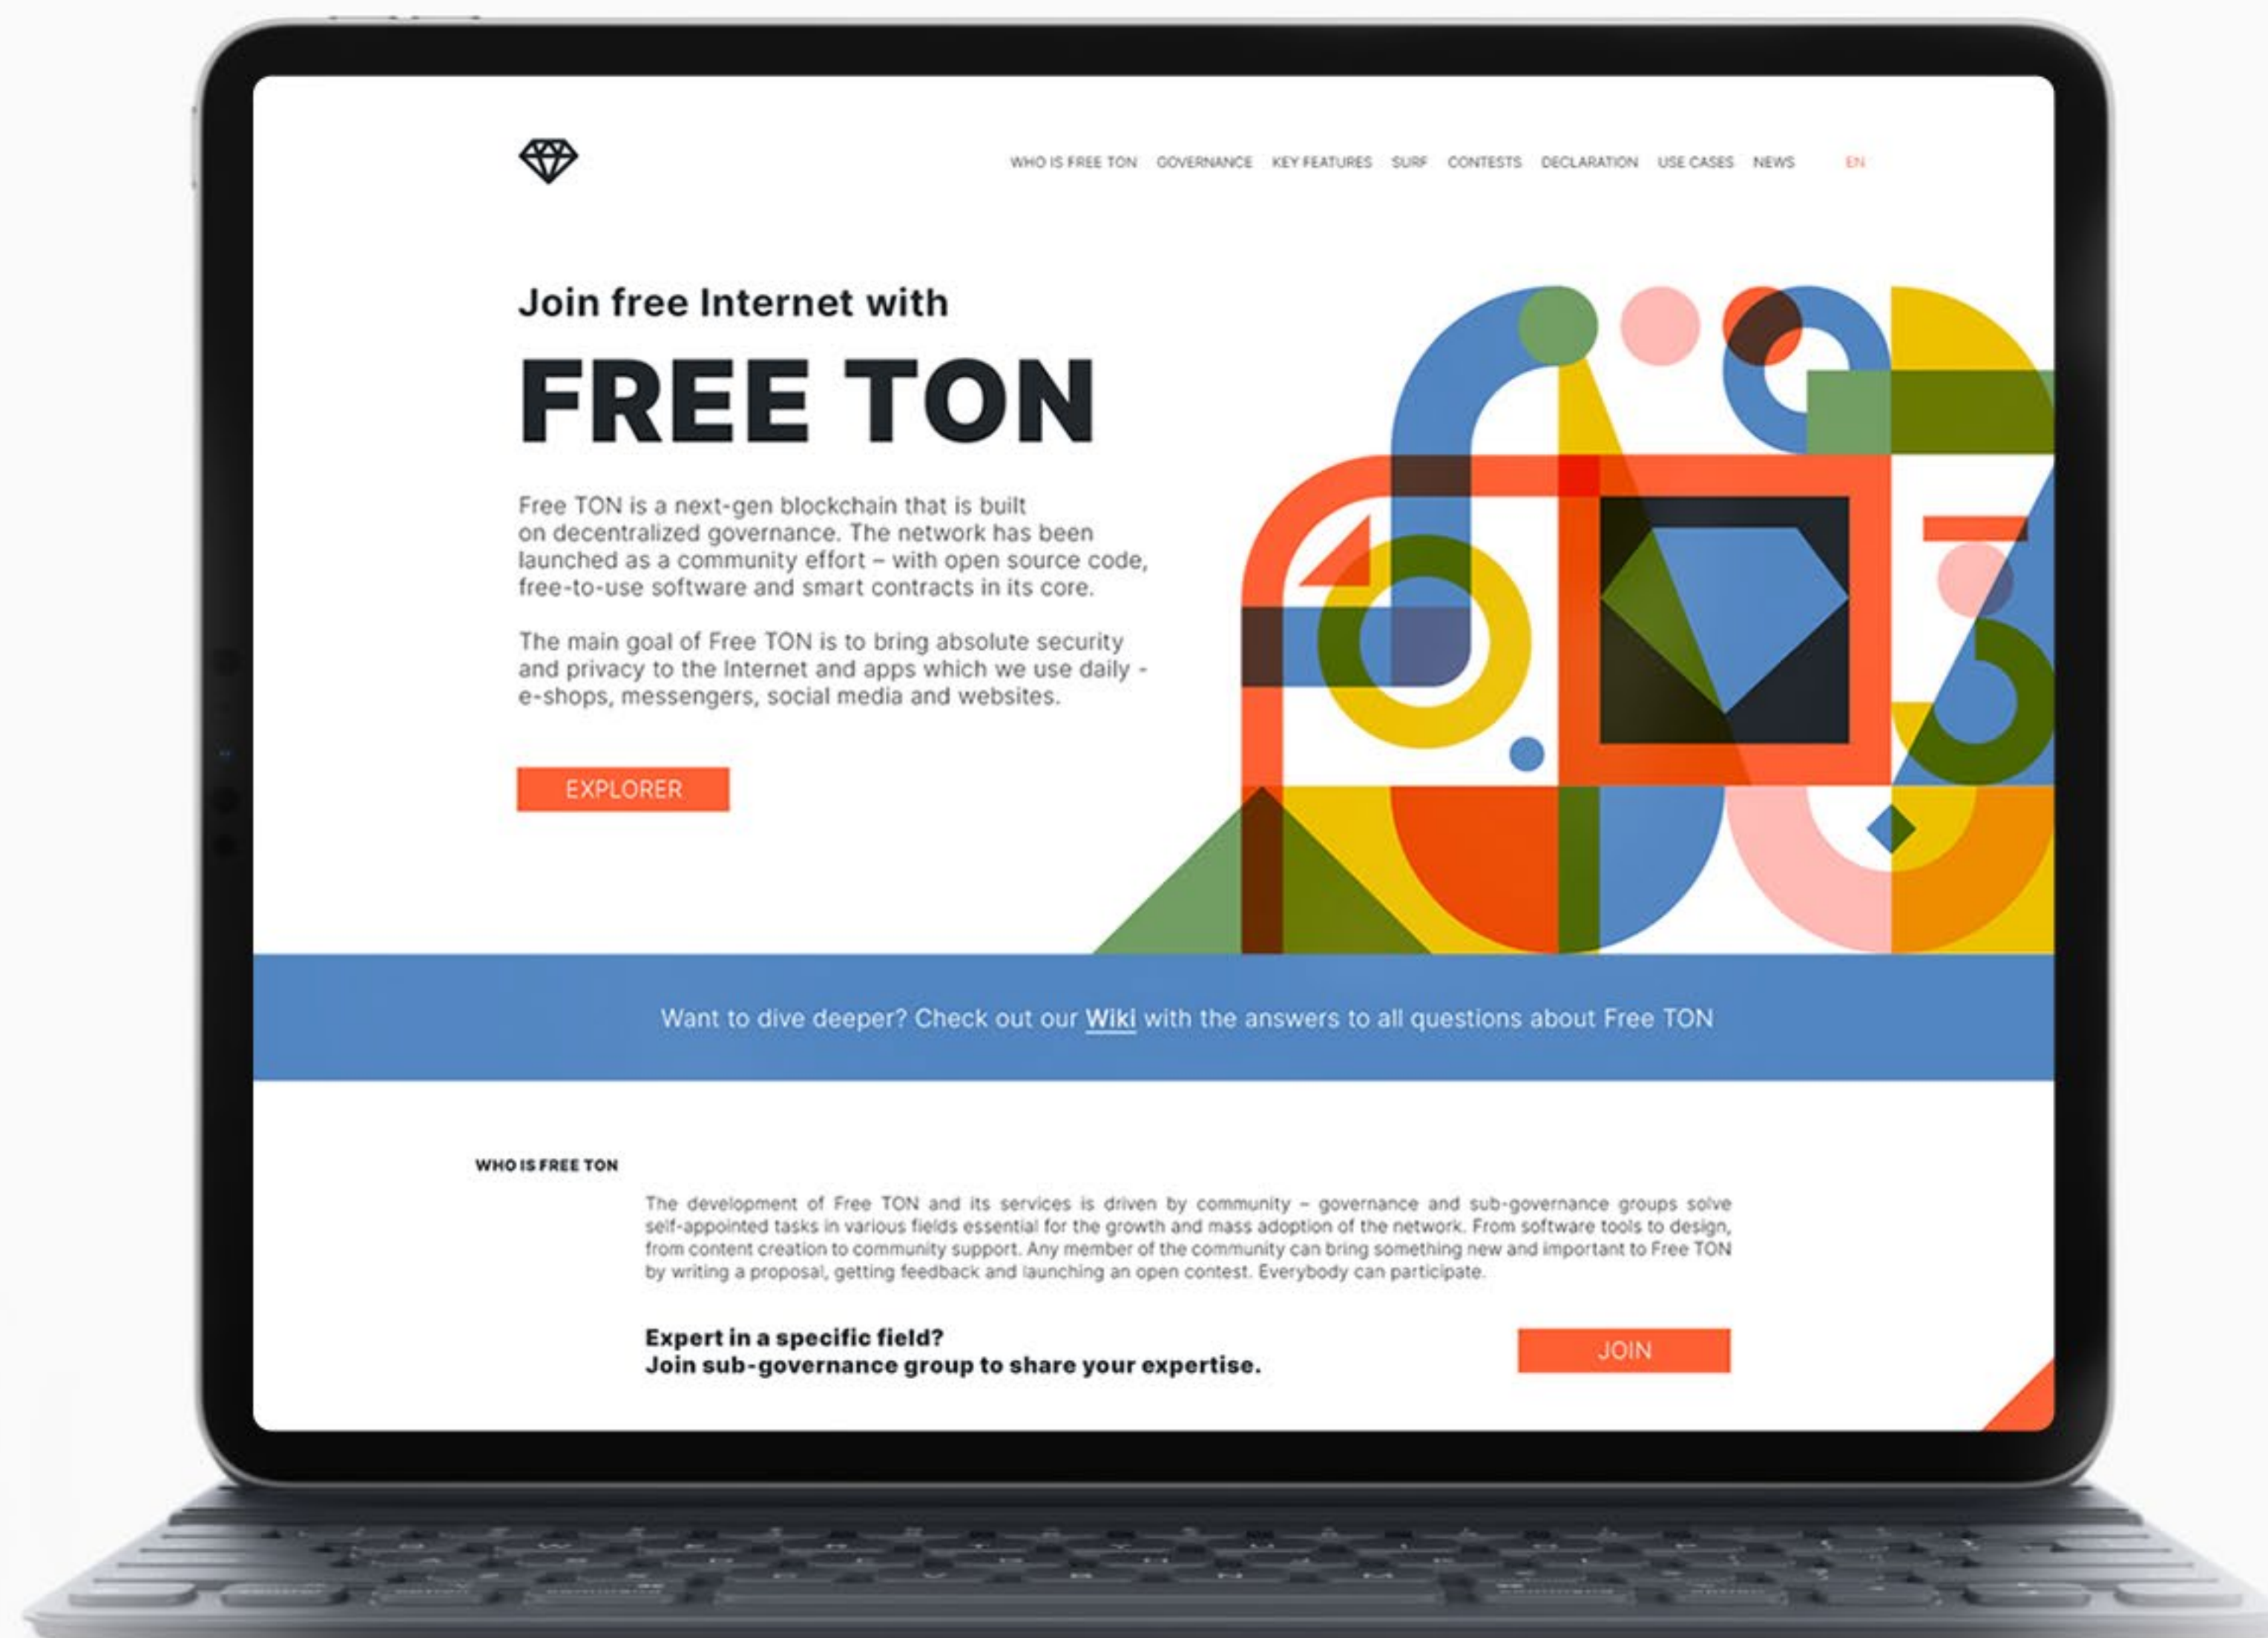 WHO IS FREE TON GOVERNANCE KEY FEATURES SURF CONTESTS DECLARATION USE CASES NEWS EN
Join free Internet with
FREE TON
Free TON is a next-gen blockchain that is built
on decentralized governance. The network has been
launched as a community effort – with open source code,
free-to-use software and smart contracts in its core.
The main goal of Free TON is to bring absolute security
and privacy to the Internet and apps which we use daily -
e-shops, messengers, social media and websites.
EXPLORER
Want to dive deeper? Check out our Wiki with the answers to all questions about Free TON
WHO IS FREE TON
The development of Free TON and its services is driven by community – governance and sub-governance groups solve
self-appointed tasks in various fields essential for the growth and mass adoption of the network. From software tools to design,
from content creation to community support. Any member of the community can bring something new and important to Free TON
by writing a proposal, getting feedback and launching an open contest. Everybody can participate.
Expert in a specific field?
Join sub-governance group to share your expertise.
JOIN